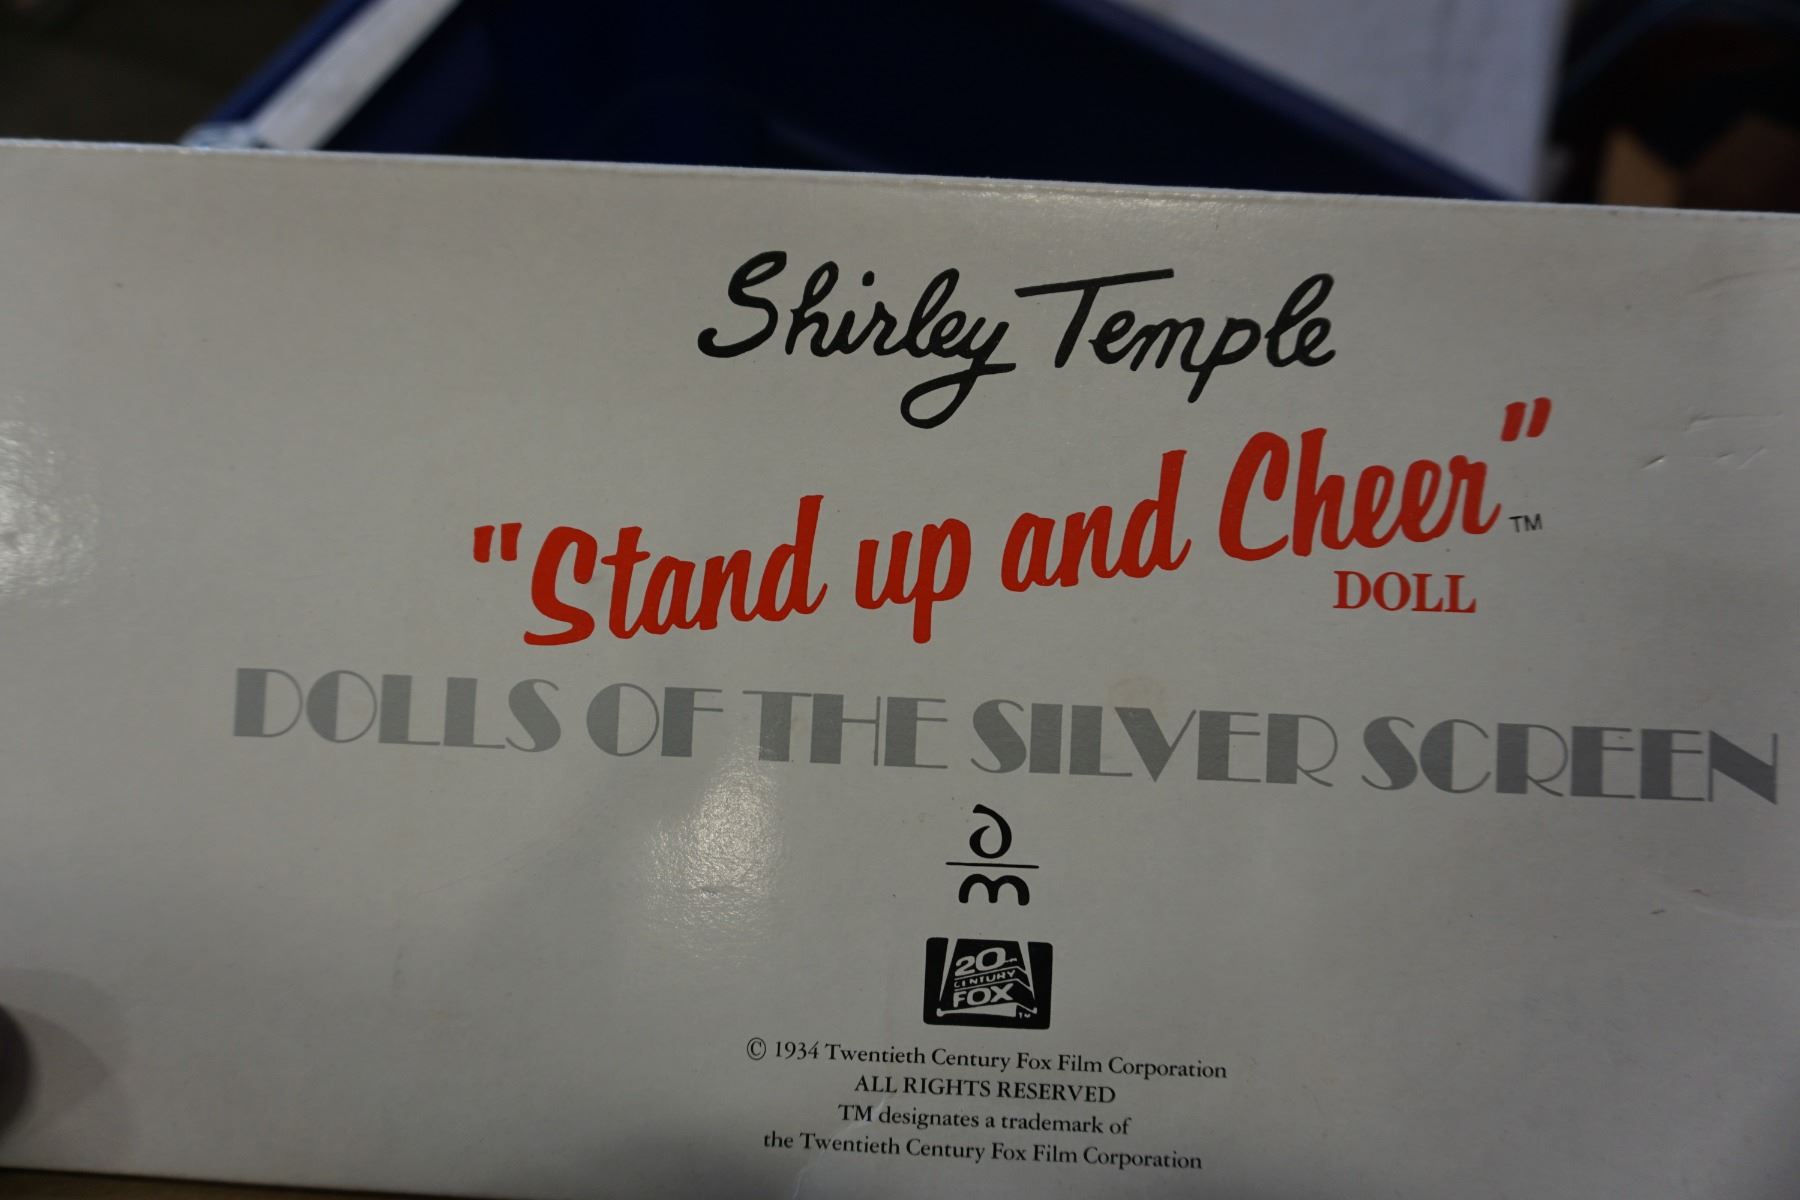 Shirley Temple
"Stand up and Cheer"™
DOLL
DOLLS OF THE SILVER SCREEN
20th
CENTURY
FOX
TM
© 1934 Twentieth Century Fox Film Corporation
ALL RIGHTS RESERVED
TM designates a trademark of
the Twentieth Century Fox Film Corporation